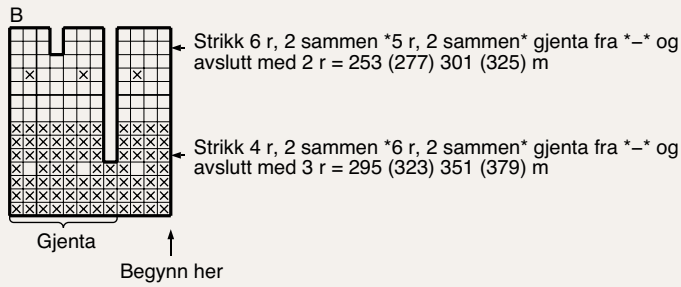 B
Strikk 6 r, 2 sammen *5 r, 2 sammen* gjenta fra *–* og
avslutt med 2 r = 253 (277) 301 (325) m
Strikk 4 r, 2 sammen *6 r, 2 sammen* gjenta fra *–* og
avslutt med 3 r = 295 (323) 351 (379) m
Gjenta
Begynn her